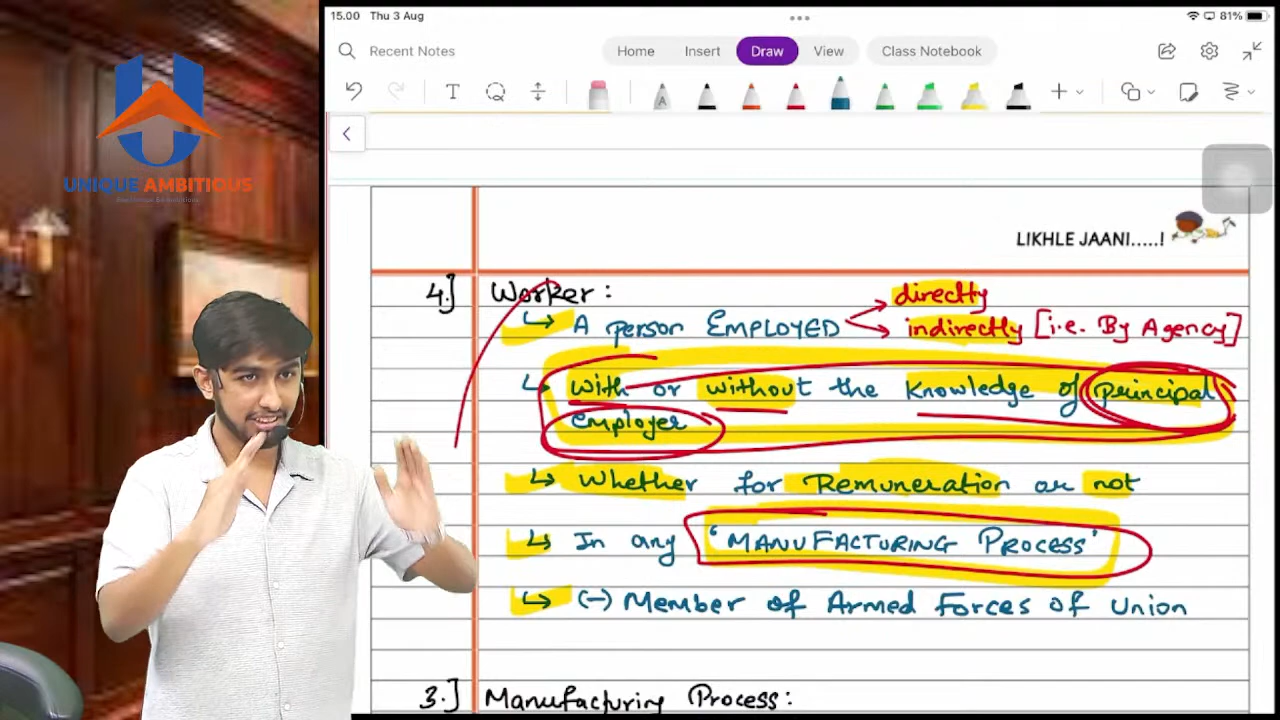 15.00 Thu 3 Aug
81%
Recent Notes
Home
Insert
Draw
View
Class Notebook
T
A
UNIQUE AMBITIOUS
LIKHLE JAANI.....!
4.] Worker:
directly
A person EMPLOYED
indirectly [i.e. By Agency]
With or without the Knowledge of principal
employer
Whether for Remuneration or not
In any 'MANUFACTURING PROCESS'
(-) Member of Armed Forces of Union
3.] Manufacturing Process: